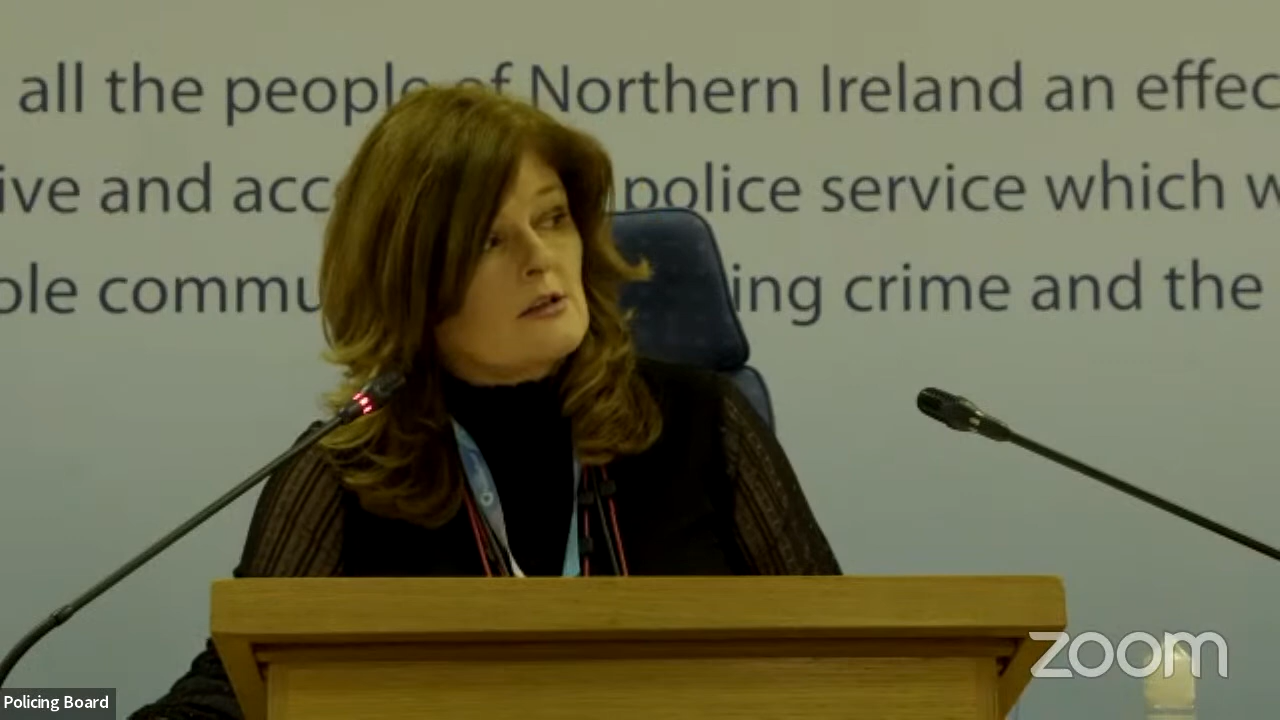 all the people of Northern Ireland an effec
ive and acc police service which w
ble commu ing crime and the
zoom
Policing Board